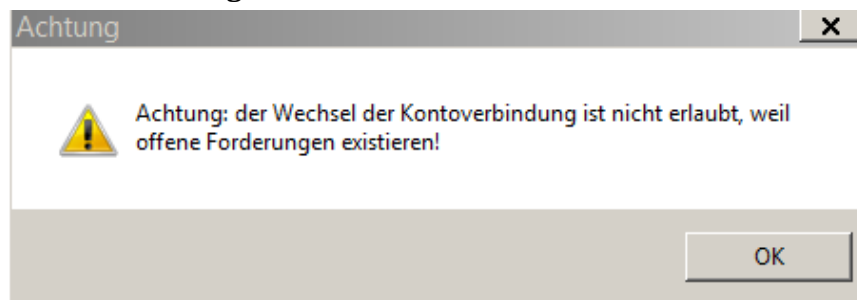 Achtung
Achtung: der Wechsel der Kontoverbindung ist nicht erlaubt, weil
offene Forderungen existieren!
OK